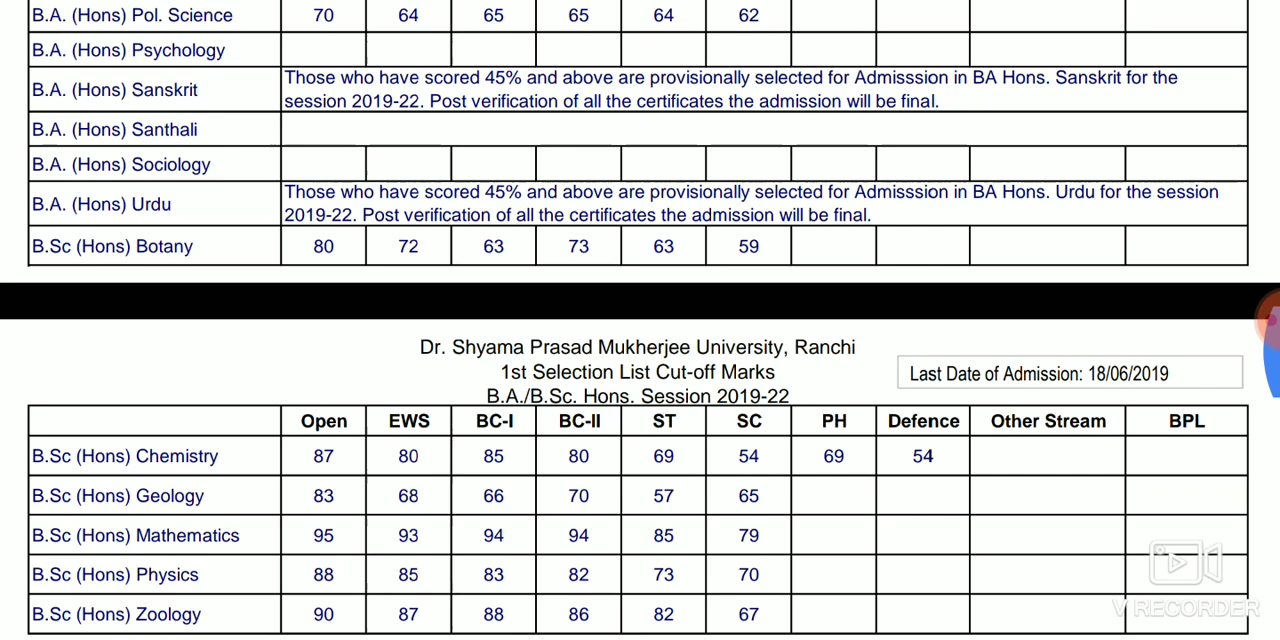 B.A. (Hons) Pol. Science 70 64 65 65 64 62
B.A. (Hons) Psychology
B.A. (Hons) Sanskrit Those who have scored 45% and above are provisionally selected for Admisssion in BA Hons. Sanskrit for the
session 2019-22. Post verification of all the certificates the admission will be final.
B.A. (Hons) Santhali
B.A. (Hons) Sociology
B.A. (Hons) Urdu Those who have scored 45% and above are provisionally selected for Admisssion in BA Hons. Urdu for the session
2019-22. Post verification of all the certificates the admission will be final.
B.Sc (Hons) Botany 80 72 63 73 63 59
Dr. Shyama Prasad Mukherjee University, Ranchi
1st Selection List Cut-off Marks
Last Date of Admission: 18/06/2019
B.A./B.Sc. Hons. Session 2019-22
Open EWS BC-I BC-II ST SC PH Defence Other Stream BPL
B.Sc (Hons) Chemistry 87 80 85 80 69 54 69 54
B.Sc (Hons) Geology 83 68 66 70 57 65
B.Sc (Hons) Mathematics 95 93 94 94 85 79
B.Sc (Hons) Physics 88 85 83 82 73 70
B.Sc (Hons) Zoology 90 87 88 86 82 67
V RECORDER